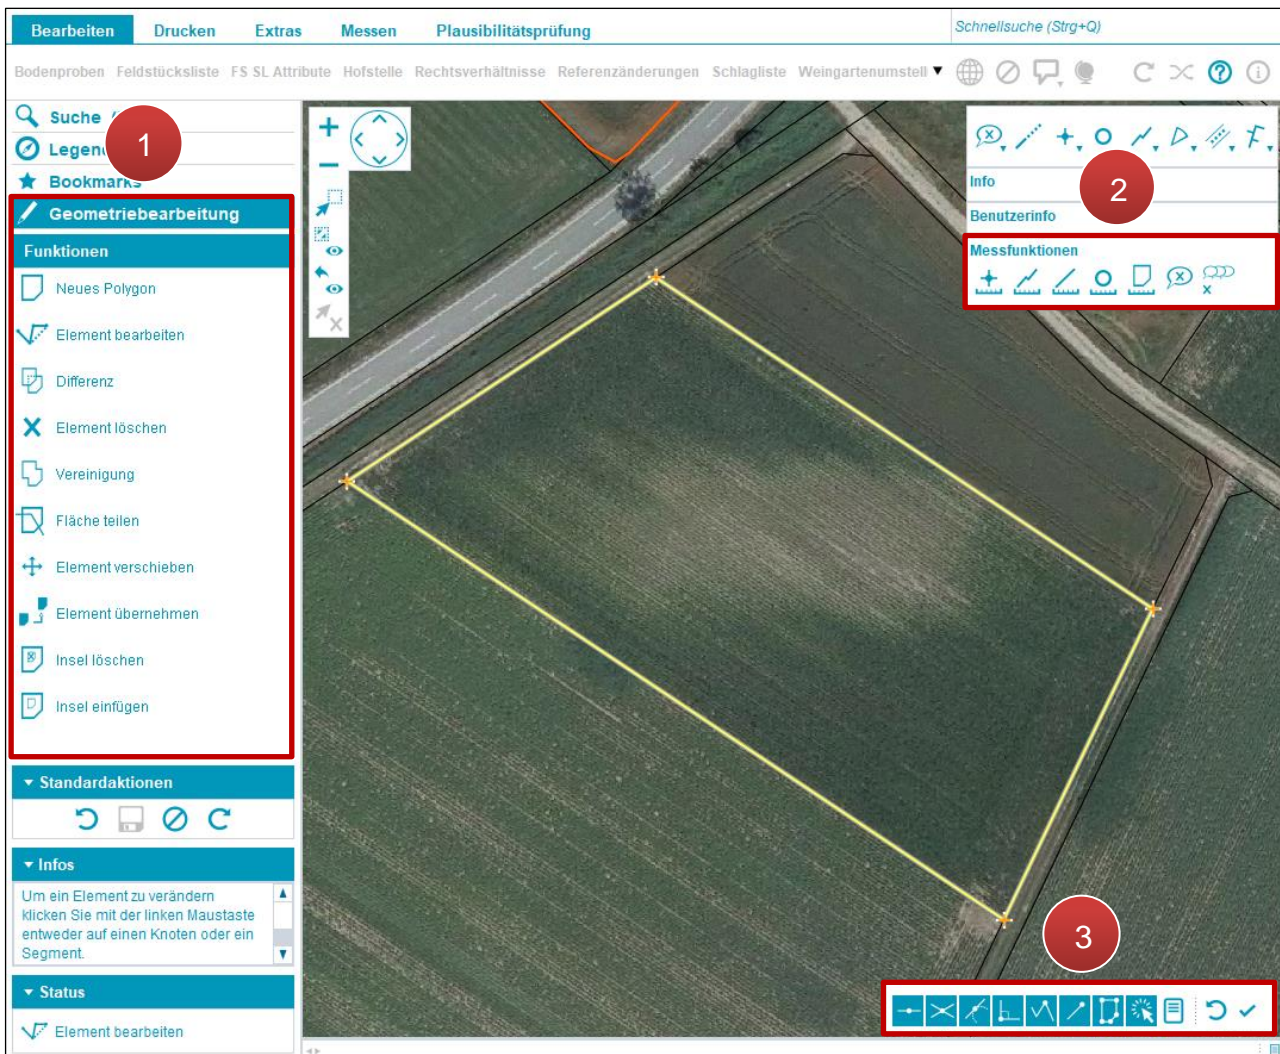 Bearbeiten Drucken Extras Messen Plausibilitätsprüfung Schnellsuche (Strg+Q)
Bodenproben Feldstücksliste FS SL Attribute Hofstelle Rechtsverhältnisse Referenzänderungen Schlagliste Weingartenumstell
Suche
Bookmarks
Geometriebearbeitung
Funktionen
Neues Polygon
Element bearbeiten
Differenz
Element löschen
Vereinigung
Fläche teilen
Element verschieben
Element übernehmen
Insel löschen
Insel einfügen
Standardaktionen
Infos
Um ein Element zu verändern
klicken Sie mit der linken Maustaste
entweder auf einen Knoten oder ein
Segment.
Status
Element bearbeiten
1
Info
Benutzerinfo
Messfunktionen
2
3